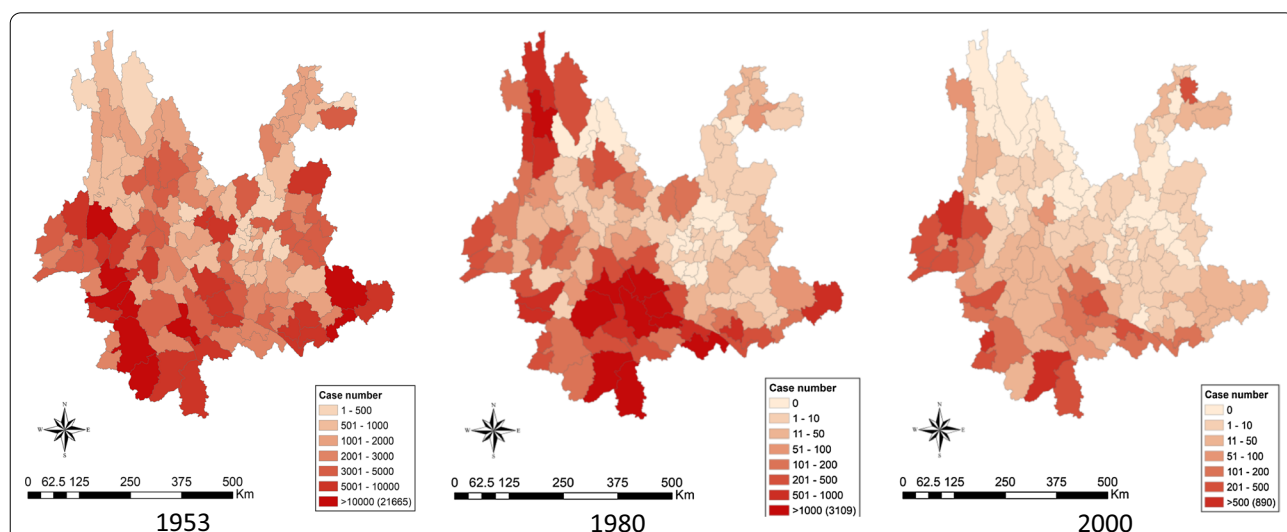 Case number
1 - 500
501 - 1000
1001 - 2000
2001 - 3000
3001 - 5000
5001 - 10000
>10000 (21665)
N
W E
S
0 62.5 125 250 375 500
Km
1953
Case number
0
1 - 10
11 - 50
51 - 100
101 - 200
201 - 500
501 - 1000
>1000 (3109)
N
W E
S
0 62.5 125 250 375 500
Km
1980
Case number
0
1 - 10
11 - 50
51 - 100
101 - 200
201 - 500
>500 (890)
N
W E
S
0 62.5 125 250 375 500
Km
2000